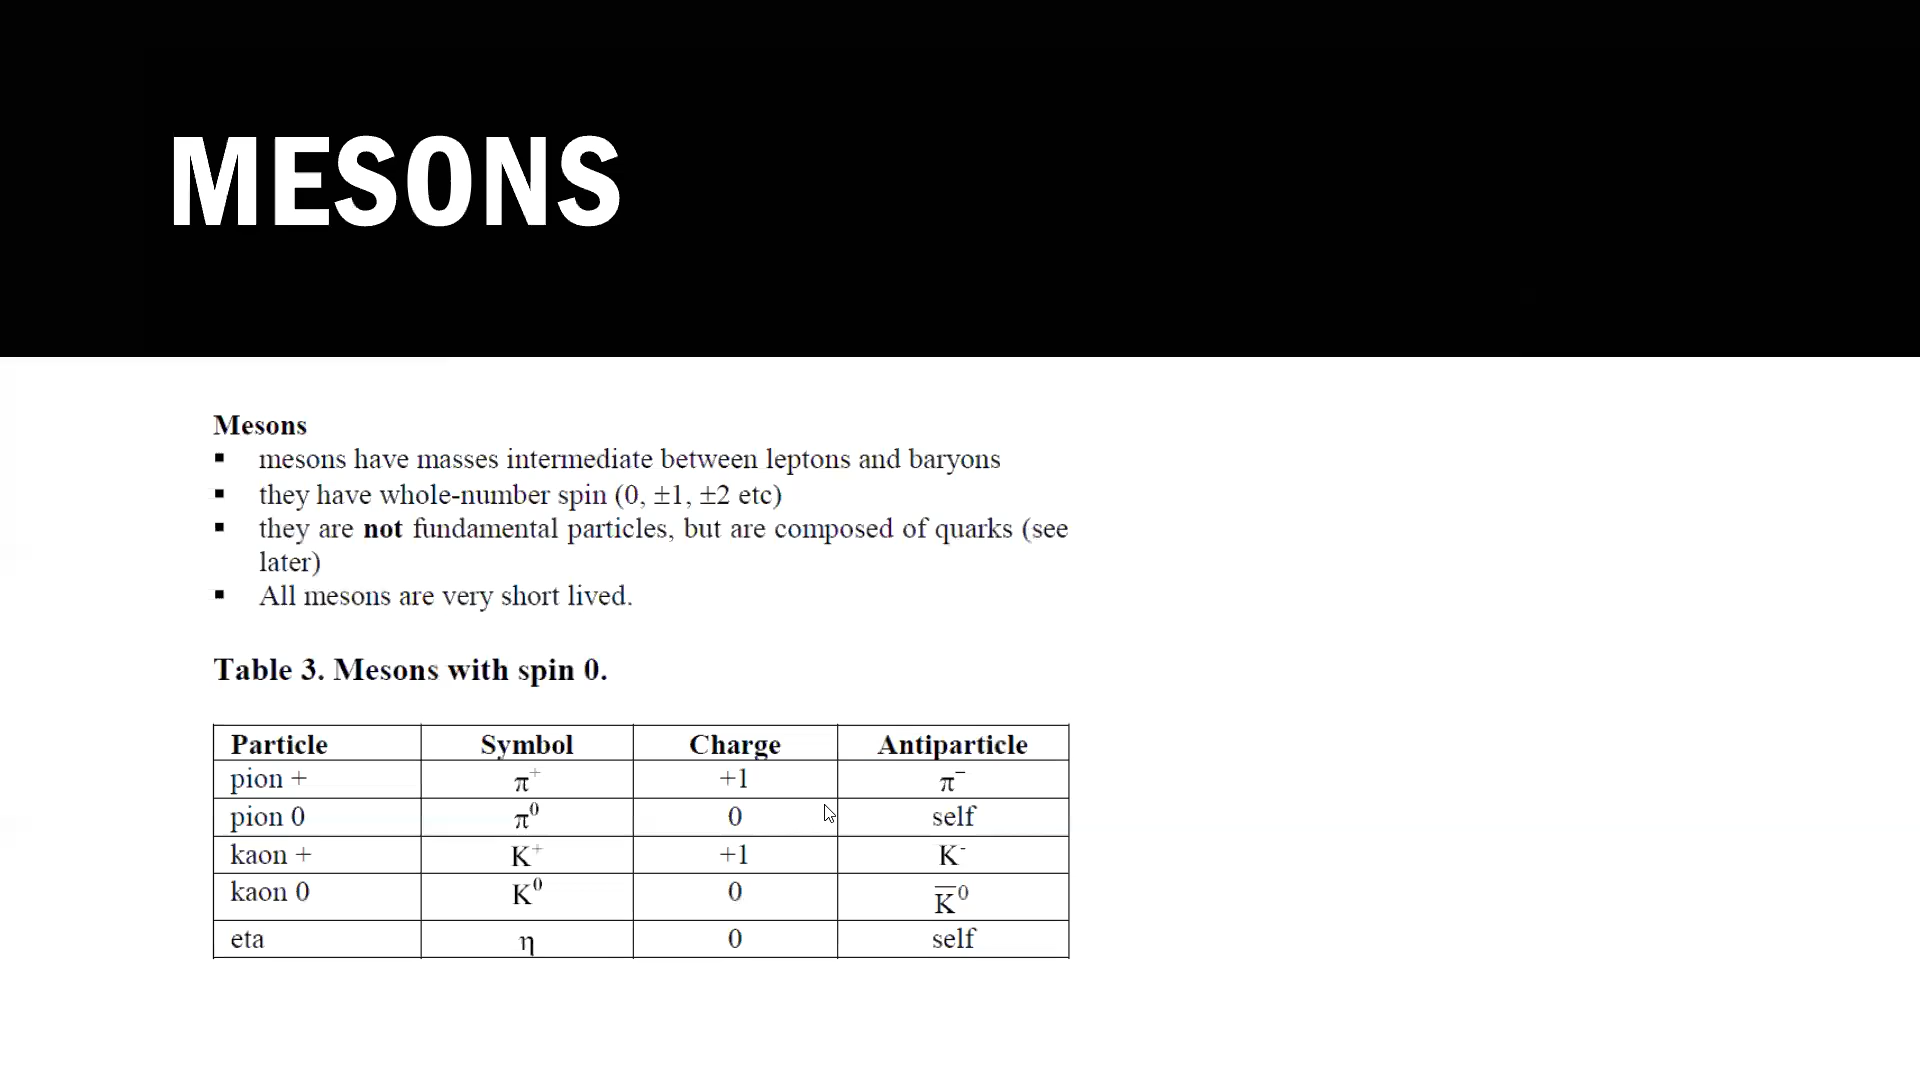 MESONS
Mesons
▪ mesons have masses intermediate between leptons and baryons
▪ they have whole-number spin (0, ±1, ±2 etc)
▪ they are not fundamental particles, but are composed of quarks (see
later)
▪ All mesons are very short lived.
Table 3. Mesons with spin 0.
Particle Symbol Charge Antiparticle
pion + π⁺ +1 π⁻
pion 0 π⁰ 0 self
kaon + K⁺ +1 K⁻
kaon 0 K⁰ 0 K̅⁰
eta η 0 self